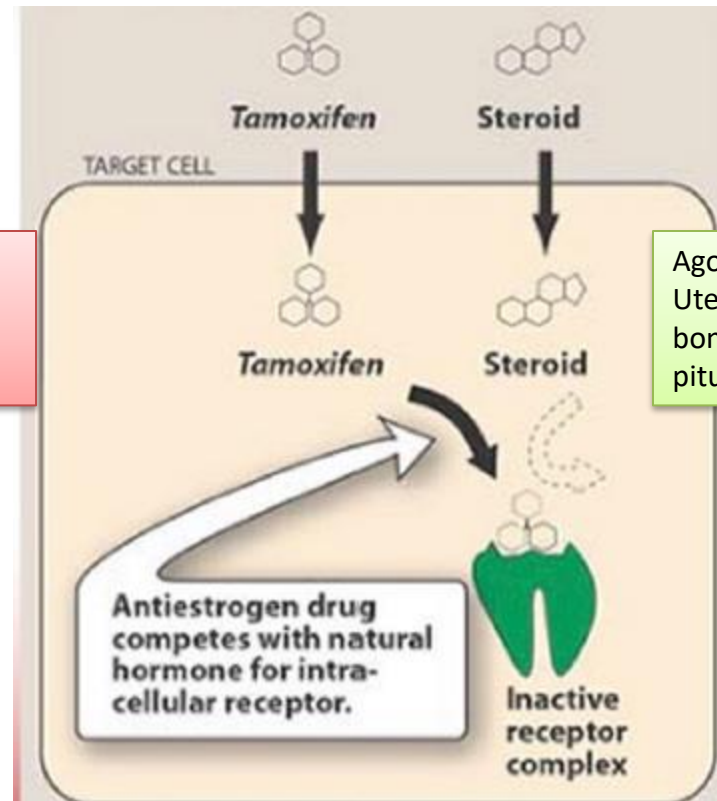 Tamoxifen
Steroid
TARGET CELL
Tamoxifen
Steroid
Antiestrogen drug
competes with natural
hormone for intra-
cellular receptor.
Inactive
receptor
complex